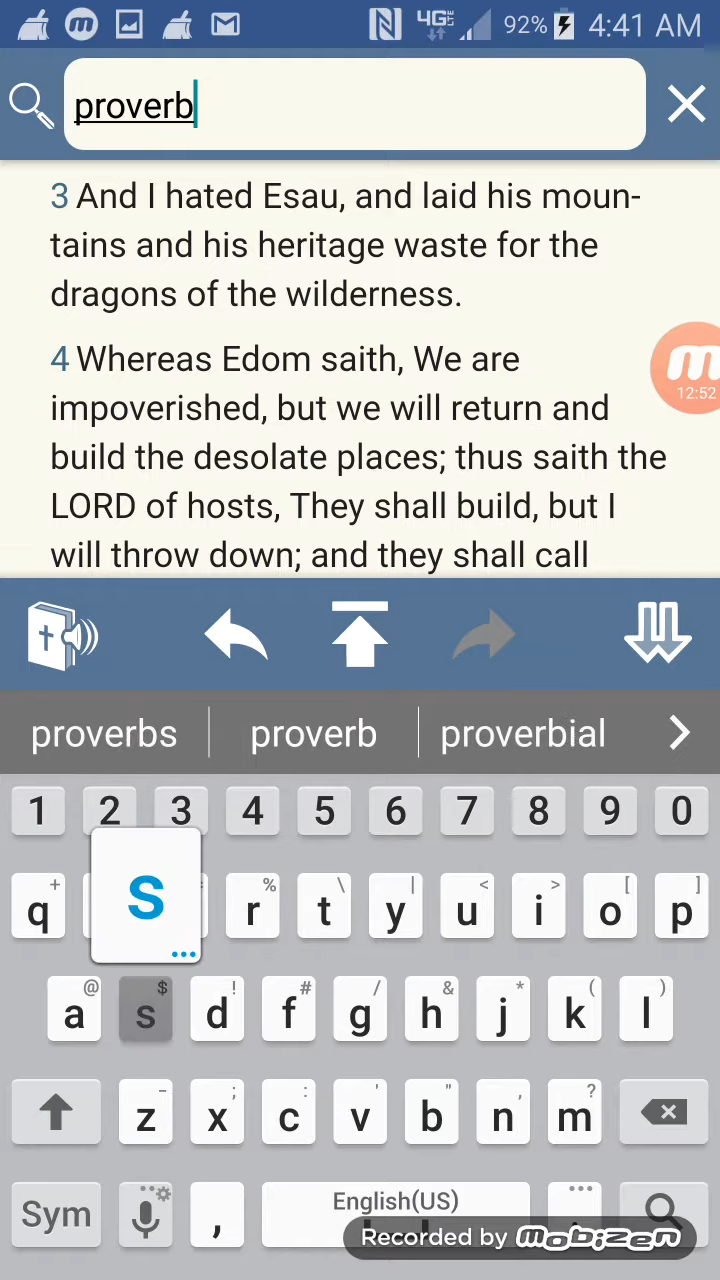 4G LTE 92% 4:41 AM
proverb
3 And I hated Esau, and laid his moun-
tains and his heritage waste for the
dragons of the wilderness.
4 Whereas Edom saith, We are
impoverished, but we will return and
build the desolate places; thus saith the
LORD of hosts, They shall build, but I
will throw down; and they shall call
12:52
proverbs proverb proverbial
1 2 3 4 5 6 7 8 9 0
S
q r t y u i o p
+ % \ | < > [ ]
a s d f g h j k l
@ $ ! # / & * ( )
z x c v b n m
- ; : ' " , ?
Sym , English(US)
Recorded by mobizen